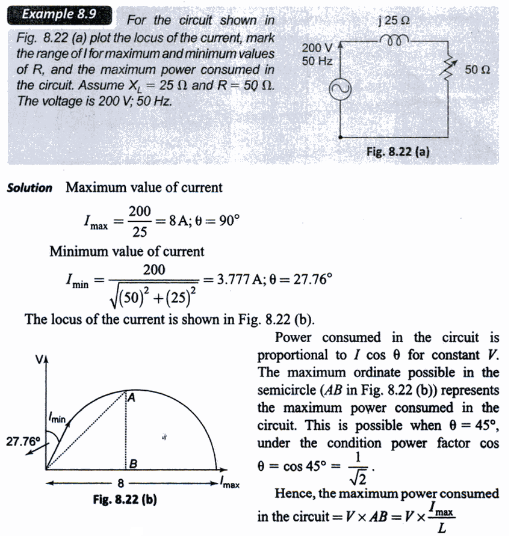 Example 8.9
For the circuit shown in
Fig. 8.22 (a) plot the locus of the current, mark
the range of I for maximum and minimum values
of R, and the maximum power consumed in
the circuit. Assume X_L = 25 Ω and R = 50 Ω.
The voltage is 200 V; 50 Hz.
j 25 Ω
200 V
50 Hz
50 Ω
Fig. 8.22 (a)
Solution Maximum value of current
I_max = 200/25 = 8 A; θ = 90°
Minimum value of current
I_min = 200/√((50)² + (25)²) = 3.777 A; θ = 27.76°
The locus of the current is shown in Fig. 8.22 (b).
V
I_min
27.76°
A
B
8
I_max
Fig. 8.22 (b)
Power consumed in the circuit is
proportional to I cos θ for constant V.
The maximum ordinate possible in the
semicircle (AB in Fig. 8.22 (b)) represents
the maximum power consumed in the
circuit. This is possible when θ = 45°,
under the condition power factor cos
θ = cos 45° = 1/√2.
Hence, the maximum power consumed
in the circuit = V × AB = V × I_max/L